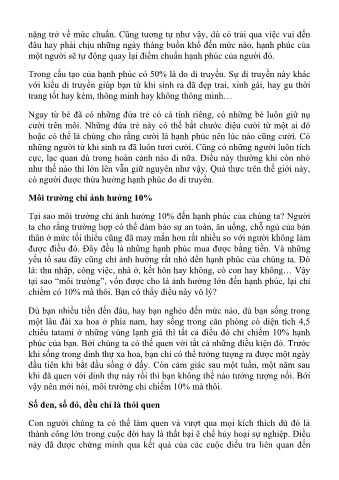 nặng trở về mức chuẩn. Cũng tương tự như vậy, dù có trải qua việc vui đến
đâu hay phải chịu những ngày tháng buồn khổ đến mức nào, hạnh phúc của
một người sẽ tự động quay lại điểm chuẩn hạnh phúc của người đó.
Trong cấu tạo của hạnh phúc có 50% là do di truyền. Sự di truyền này khác
với kiểu di truyền giúp bạn từ khi sinh ra đã đẹp trai, xinh gái, hay gu thời
trang tốt hay kém, thông minh hay không thông minh…
Ngay từ bé đã có những đứa trẻ có cá tính riêng, có những bé luôn giữ nụ
cười trên môi. Những đứa trẻ này có thể bắt chước điệu cười từ một ai đó
hoặc có thể là chúng cho rằng cười là hạnh phúc nên lúc nào cũng cười. Có
những người từ khi sinh ra đã luôn tươi cười. Cũng có những người luôn tích
cực, lạc quan dù trong hoàn cảnh nào đi nữa. Điều này thường khi còn nhỏ
như thế nào thì lớn lên vẫn giữ nguyên như vậy. Quả thực trên thế giới này,
có người được thừa hưởng hạnh phúc do di truyền.
Môi trường chỉ ảnh hưởng 10%
Tại sao môi trường chỉ ảnh hưởng 10% đến hạnh phúc của chúng ta? Người
ta cho rằng trường hợp có thể đảm bảo sự an toàn, ăn uống, chỗ ngủ của bản
thân ở mức tối thiểu cũng đã may mắn hơn rất nhiều so với người không làm
được điều đó. Đây đều là những hạnh phúc mua được bằng tiền. Và những
yếu tố sau đây cũng chỉ ảnh hưởng rất nhỏ đến hạnh phúc của chúng ta. Đó
là: thu nhập, công việc, nhà ở, kết hôn hay không, có con hay không… Vậy
tại sao “môi trường”, vốn được cho là ảnh hưởng lớn đến hạnh phúc, lại chỉ
chiếm có 10% mà thôi. Bạn có thấy điều này vô lý?
Dù bạn nhiều tiền đến đâu, hay bạn nghèo đến mức nào, dù bạn sống trong
một lâu đài xa hoa ở phía nam, hay sống trong căn phòng có diện tích 4,5
chiếu tatami ở những vùng lạnh giá thì tất cả điều đó chỉ chiếm 10% hạnh
phúc của bạn. Bởi chúng ta có thể quen với tất cả những điều kiện đó. Trước
khi sống trong dinh thự xa hoa, bạn chỉ có thể tưởng tượng ra được một ngày
đầu tiên khi bắt đầu sống ở đấy. Còn cảm giác sau một tuần, một năm sau
khi đã quen với dinh thự này rồi thì bạn không thể nào tưởng tượng nổi. Bởi
vậy nên mới nói, môi trường chỉ chiếm 10% mà thôi.
Số đen, số đỏ, đều chỉ là thói quen
Con người chúng ta có thể làm quen và vượt qua mọi kích thích dù đó là
thành công lớn trong cuộc đời hay là thất bại ê chề hủy hoại sự nghiệp. Điều
này đã được chứng minh qua kết quả của các cuộc điều tra liên quan đến